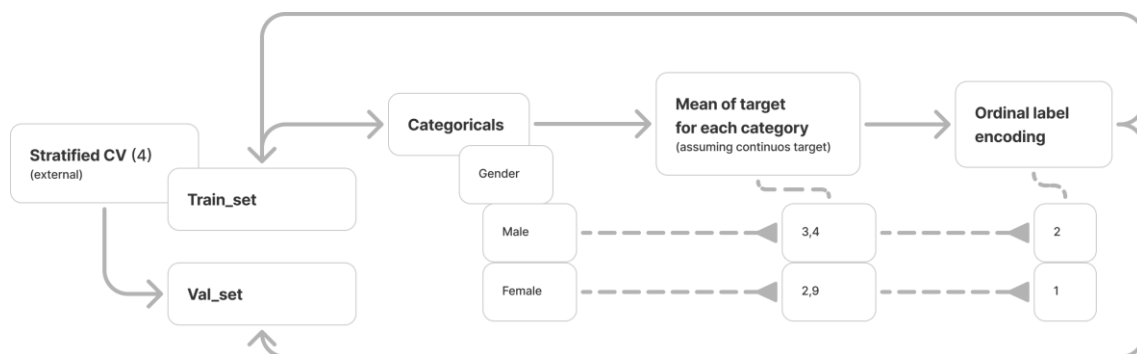 Stratified CV (4)
(external)
Train_set
Val_set
Categoricals
Gender
Male
Female
Mean of target
for each category
(assuming continuos target)
3,4
2,9
Ordinal label
encoding
2
1